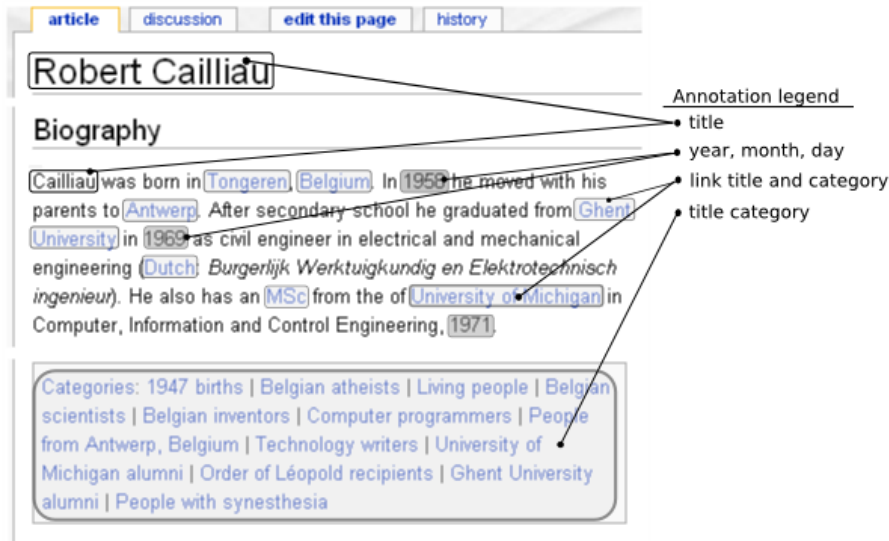 article discussion edit this page history
Robert Cailliau
Annotation legend
title
year, month, day
link title and category
title category
Biography
Cailliau was born in Tongeren, Belgium. In 1958 he moved with his
parents to Antwerp. After secondary school he graduated from Ghent
University in 1969 as civil engineer in electrical and mechanical
engineering (Dutch: Burgerlijk Werktuigkundig en Elektrotechnisch
ingenieur). He also has an MSc from the of University of Michigan in
Computer, Information and Control Engineering, 1971.
Categories: 1947 births | Belgian atheists | Living people | Belgian
scientists | Belgian inventors | Computer programmers | People
from Antwerp, Belgium | Technology writers | University of
Michigan alumni | Order of Léopold recipients | Ghent University
alumni | People with synesthesia